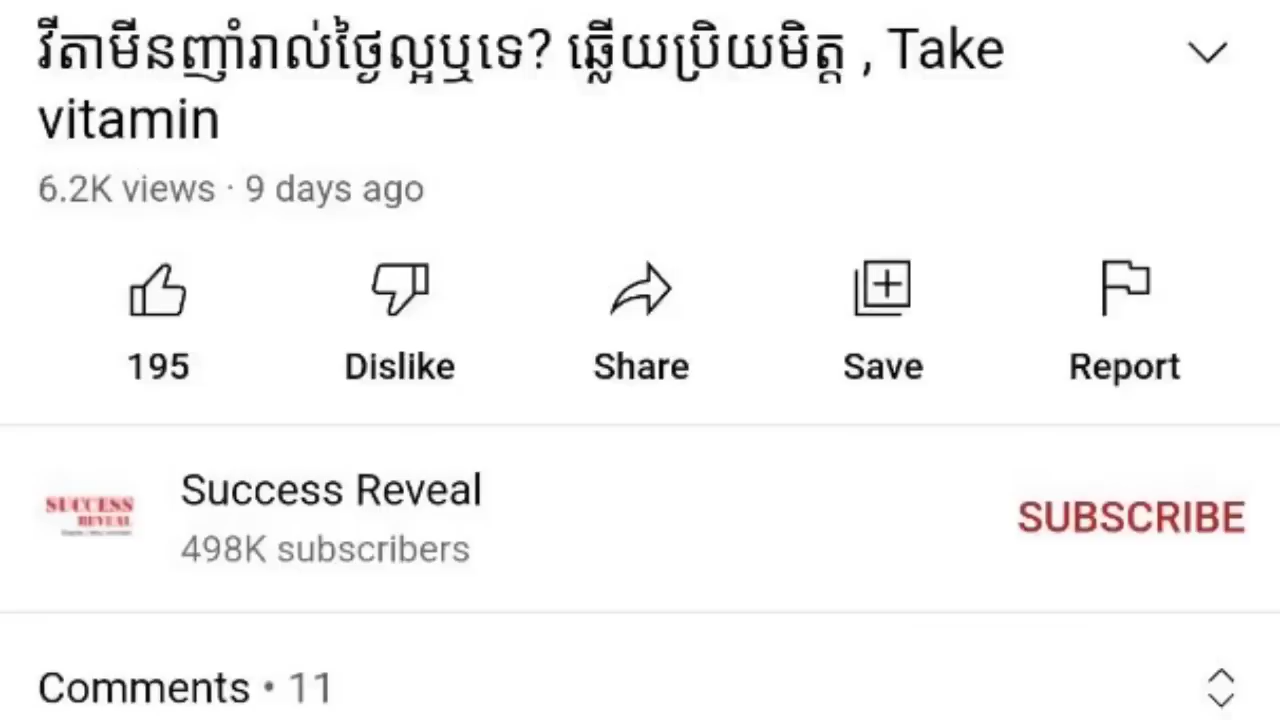 វីតាមីនញ៉ាំរាល់ថ្ងៃល្អឬទេ? ឆ្លើយប្រិយមិត្ត , Take
vitamin
6.2K views · 9 days ago
195 Dislike Share Save Report
SUCCESS
REVEAL
Success Reveal
498K subscribers
SUBSCRIBE
Comments • 11